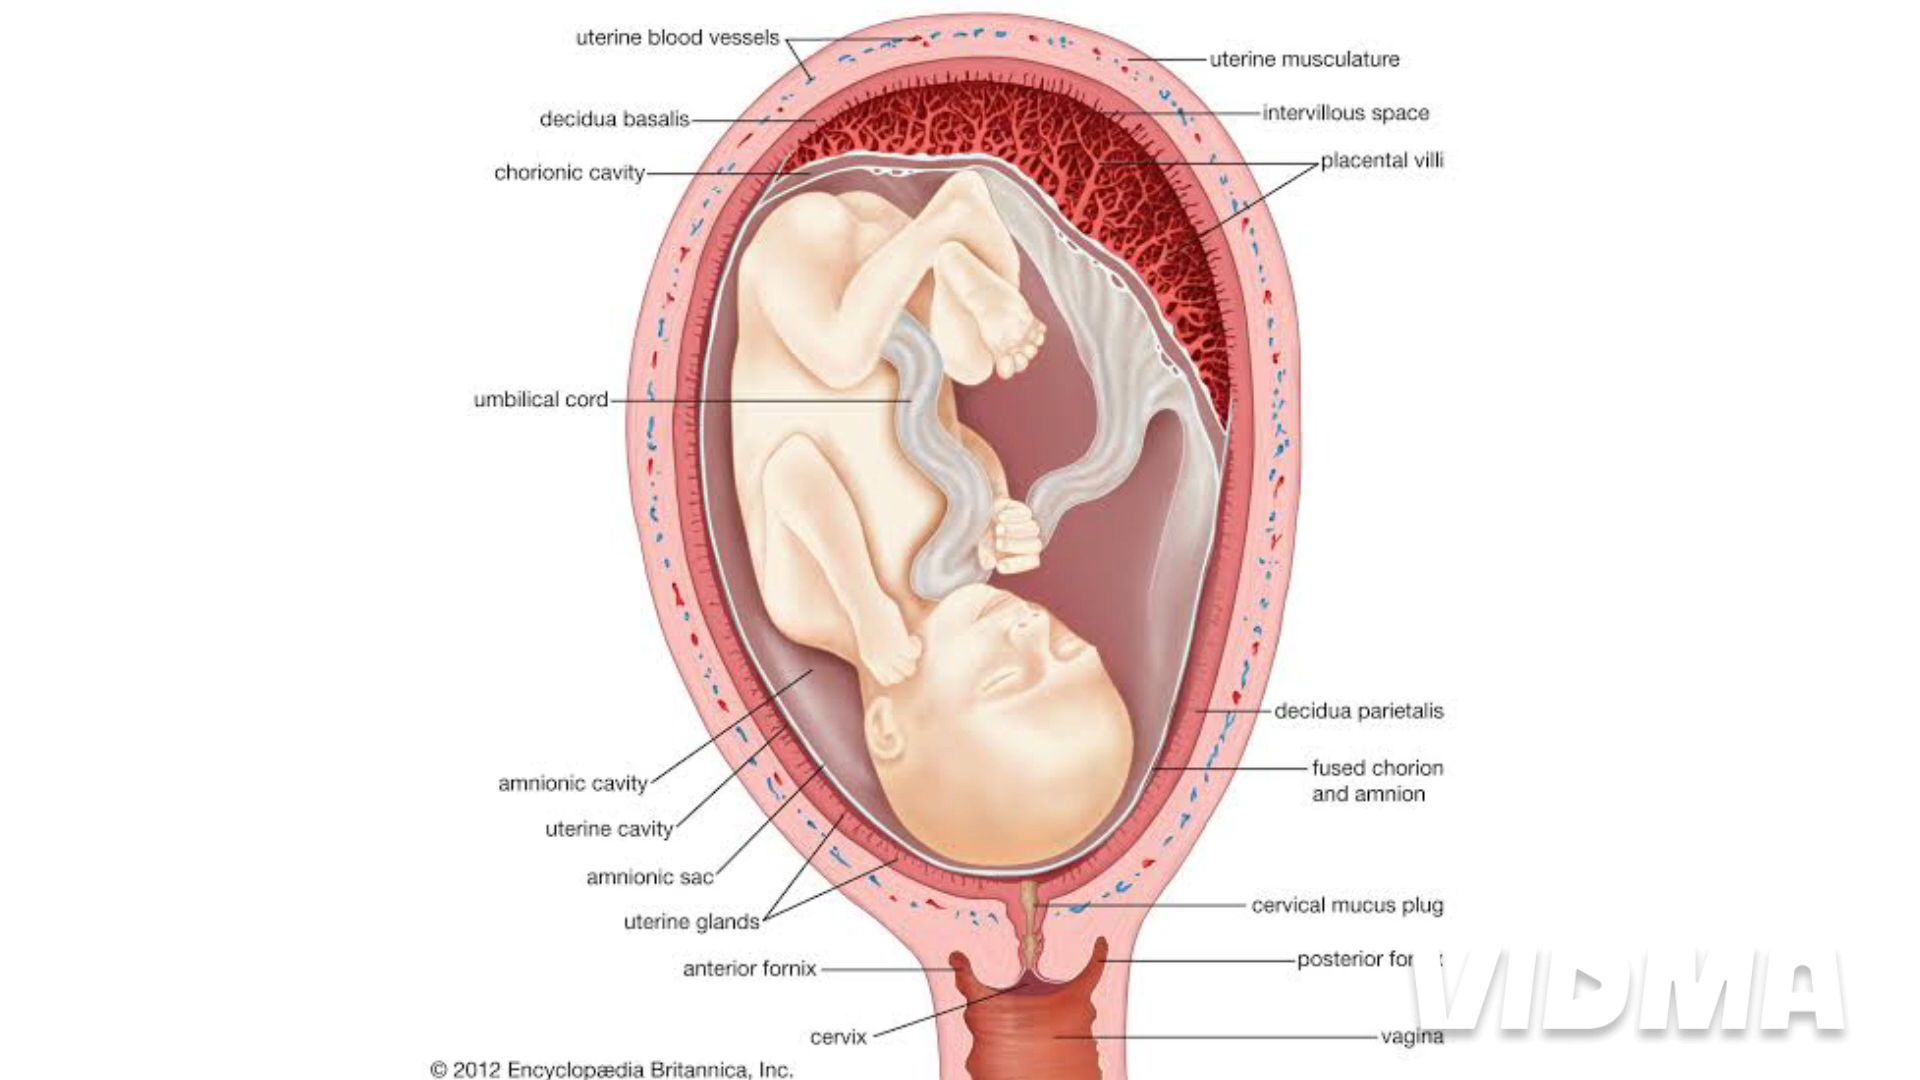 uterine blood vessels
uterine musculature
decidua basalis
intervillous space
chorionic cavity
placental villi
umbilical cord
decidua parietalis
amnionic cavity
fused chorion
and amnion
uterine cavity
amnionic sac
uterine glands
cervical mucus plug
anterior fornix
posterior
cervix
vagina
VIDMA
© 2012 Encyclopædia Britannica, Inc.